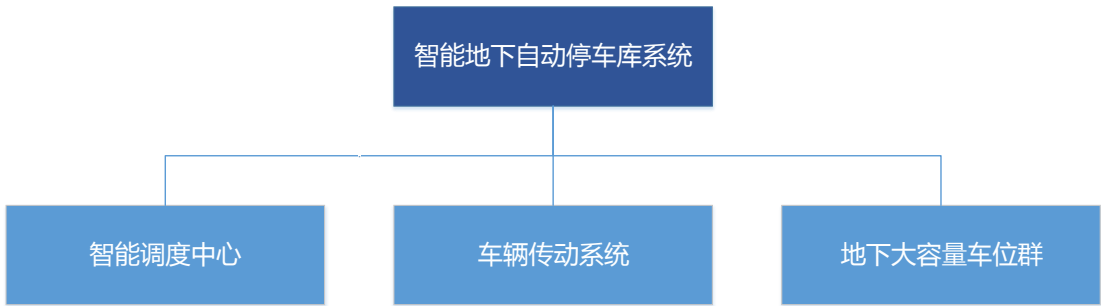 智能地下自动停车库系统
智能调度中心
车辆传动系统
地下大容量车位群